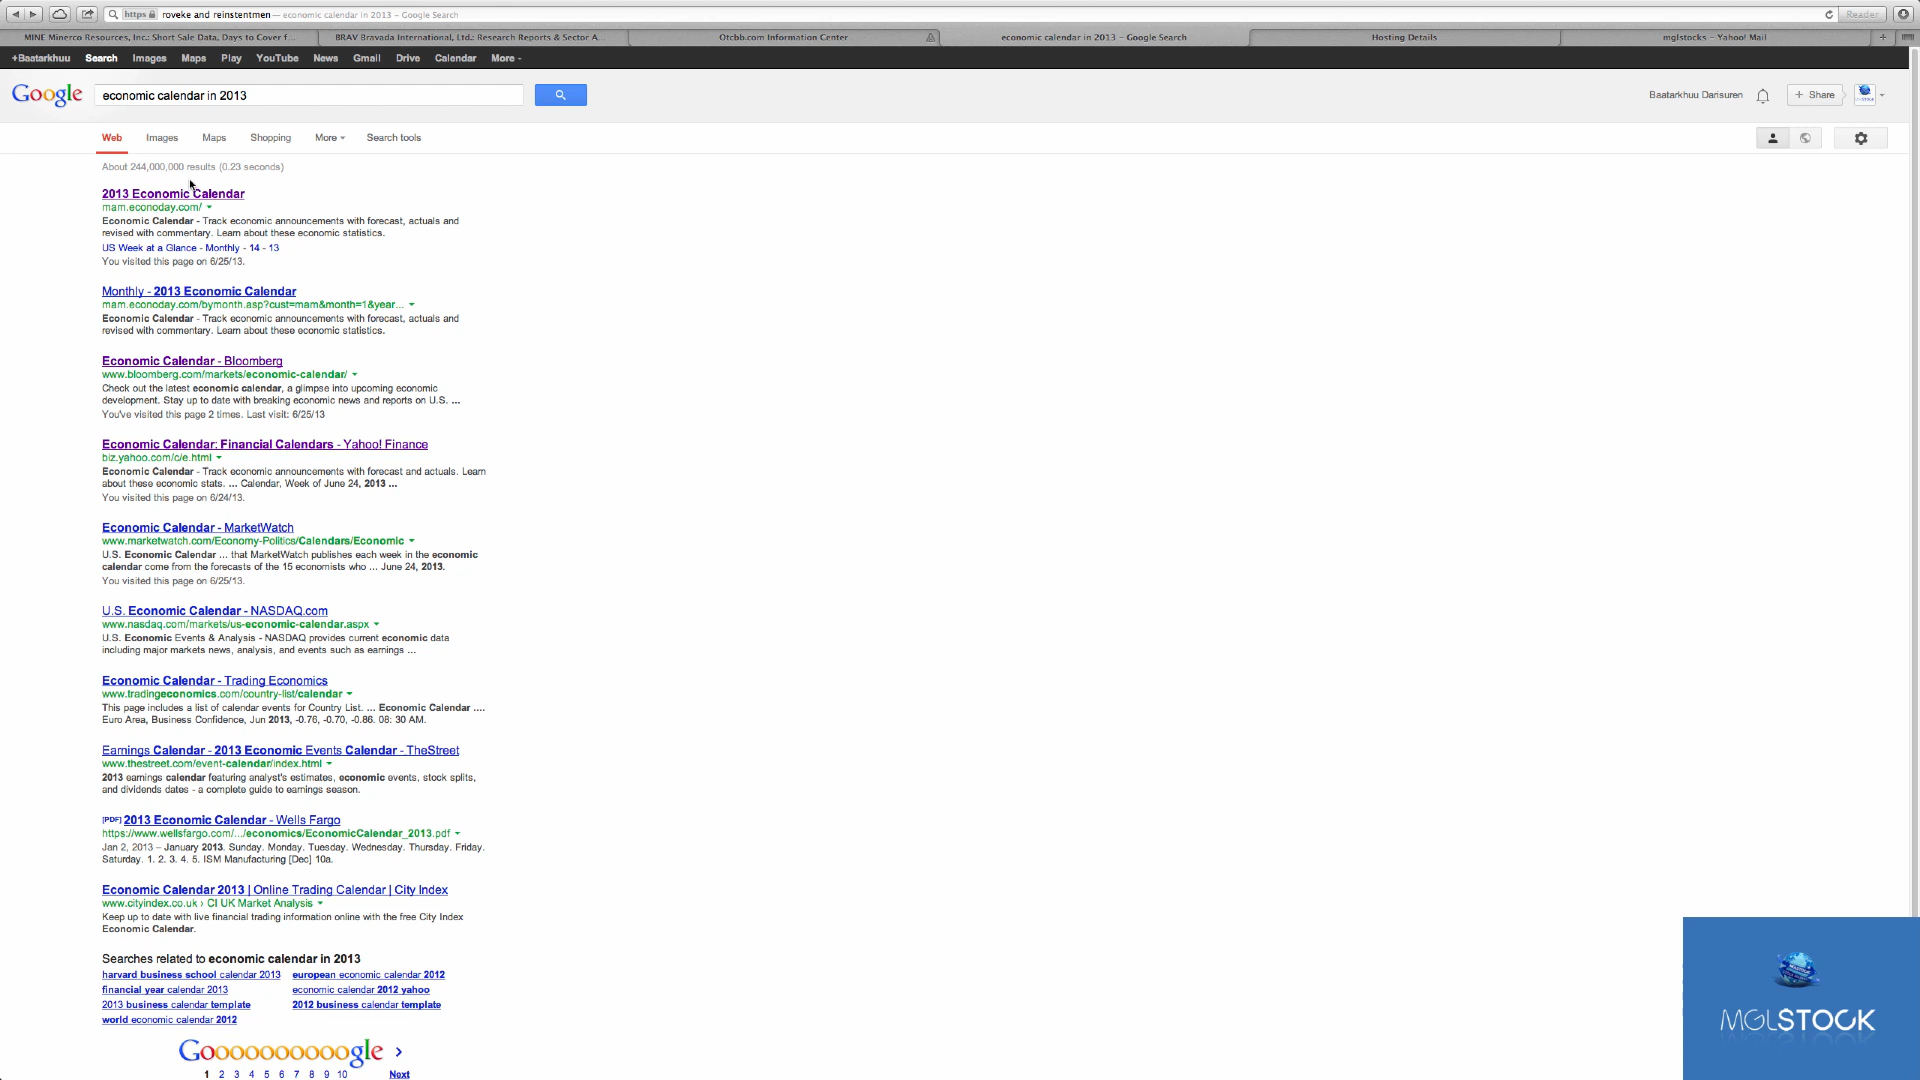 https roveke and reinstentmen — economic calendar in 2013 – Google Search Reader
MINE Minerco Resources, Inc.: Short Sale Data, Days to Cover f... BRAV Bravada International, Ltd.: Research Reports & Sector A... Otcbb.com Information Center economic calendar in 2013 – Google Search Hosting Details mglstocks – Yahoo! Mail
+Baatarkhuu Search Images Maps Play YouTube News Gmail Drive Calendar More
Google economic calendar in 2013 Baatarkhuu Darisuren + Share
Web Images Maps Shopping More Search tools
About 244,000,000 results (0.23 seconds)
2013 Economic Calendar
mam.econoday.com/
Economic Calendar - Track economic announcements with forecast, actuals and
revised with commentary. Learn about these economic statistics.
US Week at a Glance - Monthly - 14 - 13
You visited this page on 6/25/13.
Monthly - 2013 Economic Calendar
mam.econoday.com/bymonth.asp?cust=mam&month=1&year...
Economic Calendar - Track economic announcements with forecast, actuals and
revised with commentary. Learn about these economic statistics.
Economic Calendar - Bloomberg
www.bloomberg.com/markets/economic-calendar/
Check out the latest economic calendar, a glimpse into upcoming economic
development. Stay up to date with breaking economic news and reports on U.S. ...
You've visited this page 2 times. Last visit: 6/25/13
Economic Calendar: Financial Calendars - Yahoo! Finance
biz.yahoo.com/c/e.html
Economic Calendar - Track economic announcements with forecast and actuals. Learn
about these economic stats. ... Calendar, Week of June 24, 2013 ...
You visited this page on 6/24/13.
Economic Calendar - MarketWatch
www.marketwatch.com/Economy-Politics/Calendars/Economic
U.S. Economic Calendar ... that MarketWatch publishes each week in the economic
calendar come from the forecasts of the 15 economists who ... June 24, 2013.
You visited this page on 6/25/13.
U.S. Economic Calendar - NASDAQ.com
www.nasdaq.com/markets/us-economic-calendar.aspx
U.S. Economic Events & Analysis - NASDAQ provides current economic data
including major markets news, analysis, and events such as earnings ...
Economic Calendar - Trading Economics
www.tradingeconomics.com/country-list/calendar
This page includes a list of calendar events for Country List. ... Economic Calendar ....
Euro Area, Business Confidence, Jun 2013, -0.76, -0.70, -0.86. 08: 30 AM.
Earnings Calendar - 2013 Economic Events Calendar - TheStreet
www.thestreet.com/event-calendar/index.html
2013 earnings calendar featuring analyst's estimates, economic events, stock splits,
and dividends dates - a complete guide to earnings season.
[PDF] 2013 Economic Calendar - Wells Fargo
https://www.wellsfargo.com/.../economics/EconomicCalendar_2013.pdf
Jan 2, 2013 – January 2013. Sunday. Monday. Tuesday. Wednesday. Thursday. Friday.
Saturday. 1. 2. 3. 4. 5. ISM Manufacturing [Dec] 10a.
Economic Calendar 2013 | Online Trading Calendar | City Index
www.cityindex.co.uk › CI UK Market Analysis
Keep up to date with live financial trading information online with the free City Index
Economic Calendar.
Searches related to economic calendar in 2013
harvard business school calendar 2013 european economic calendar 2012
financial year calendar 2013 economic calendar 2012 yahoo
2013 business calendar template 2012 business calendar template
world economic calendar 2012
Goooooooooogle
1 2 3 4 5 6 7 8 9 10 Next
MGLSTOCK